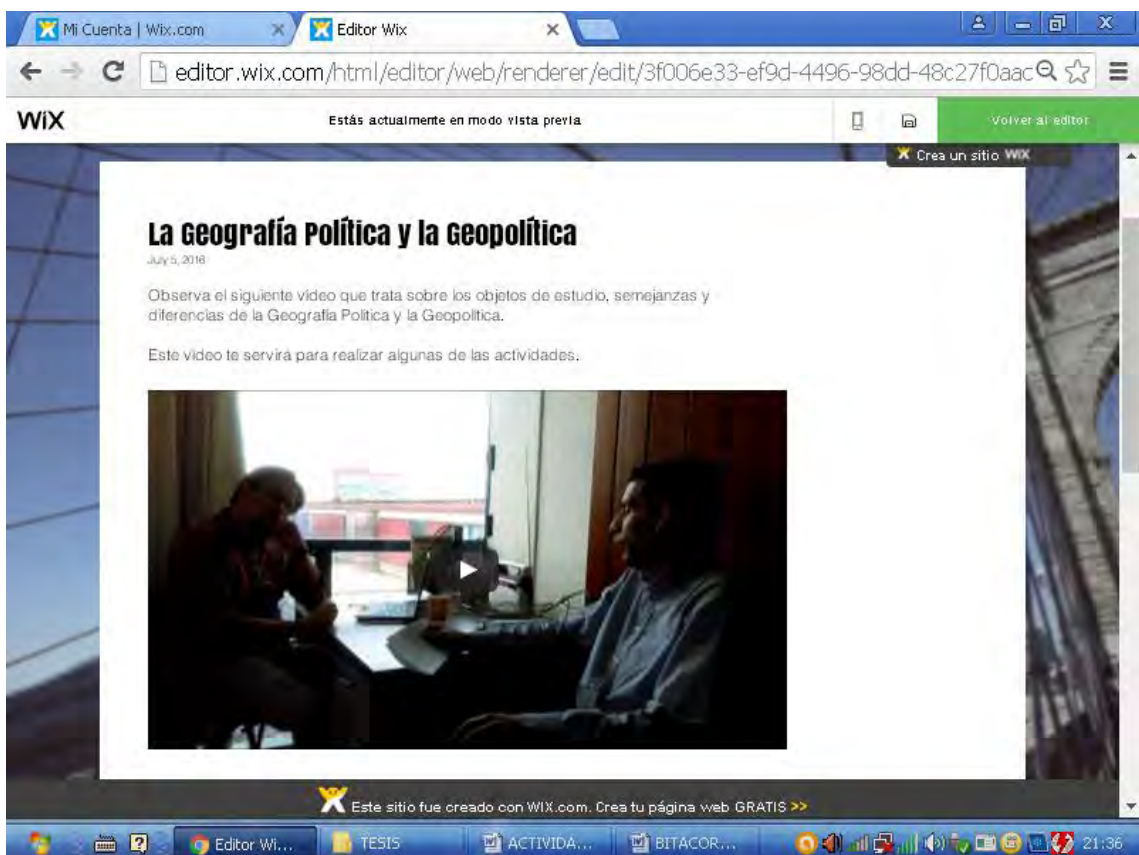 Mi Cuenta | Wix.com
Editor Wix
editor.wix.com/html/editor/web/renderer/edit/3f006e33-ef9d-4496-98dd-48c27f0aac
WiX
Estás actualmente en modo vista previa
Volver al editor
Crea un sitio WiX
La Geografía Política y la Geopolítica
July 5, 2016
Observa el siguiente video que trata sobre los objetos de estudio, semejanzas y
diferencias de la Geografía Política y la Geopolítica.
Este video te servirá para realizar algunas de las actividades.
Este sitio fue creado con WIX.com. Crea tu página web GRATIS >>
Editor Wi...
TESIS
ACTIVIDA...
BITÁCOR...
21:36